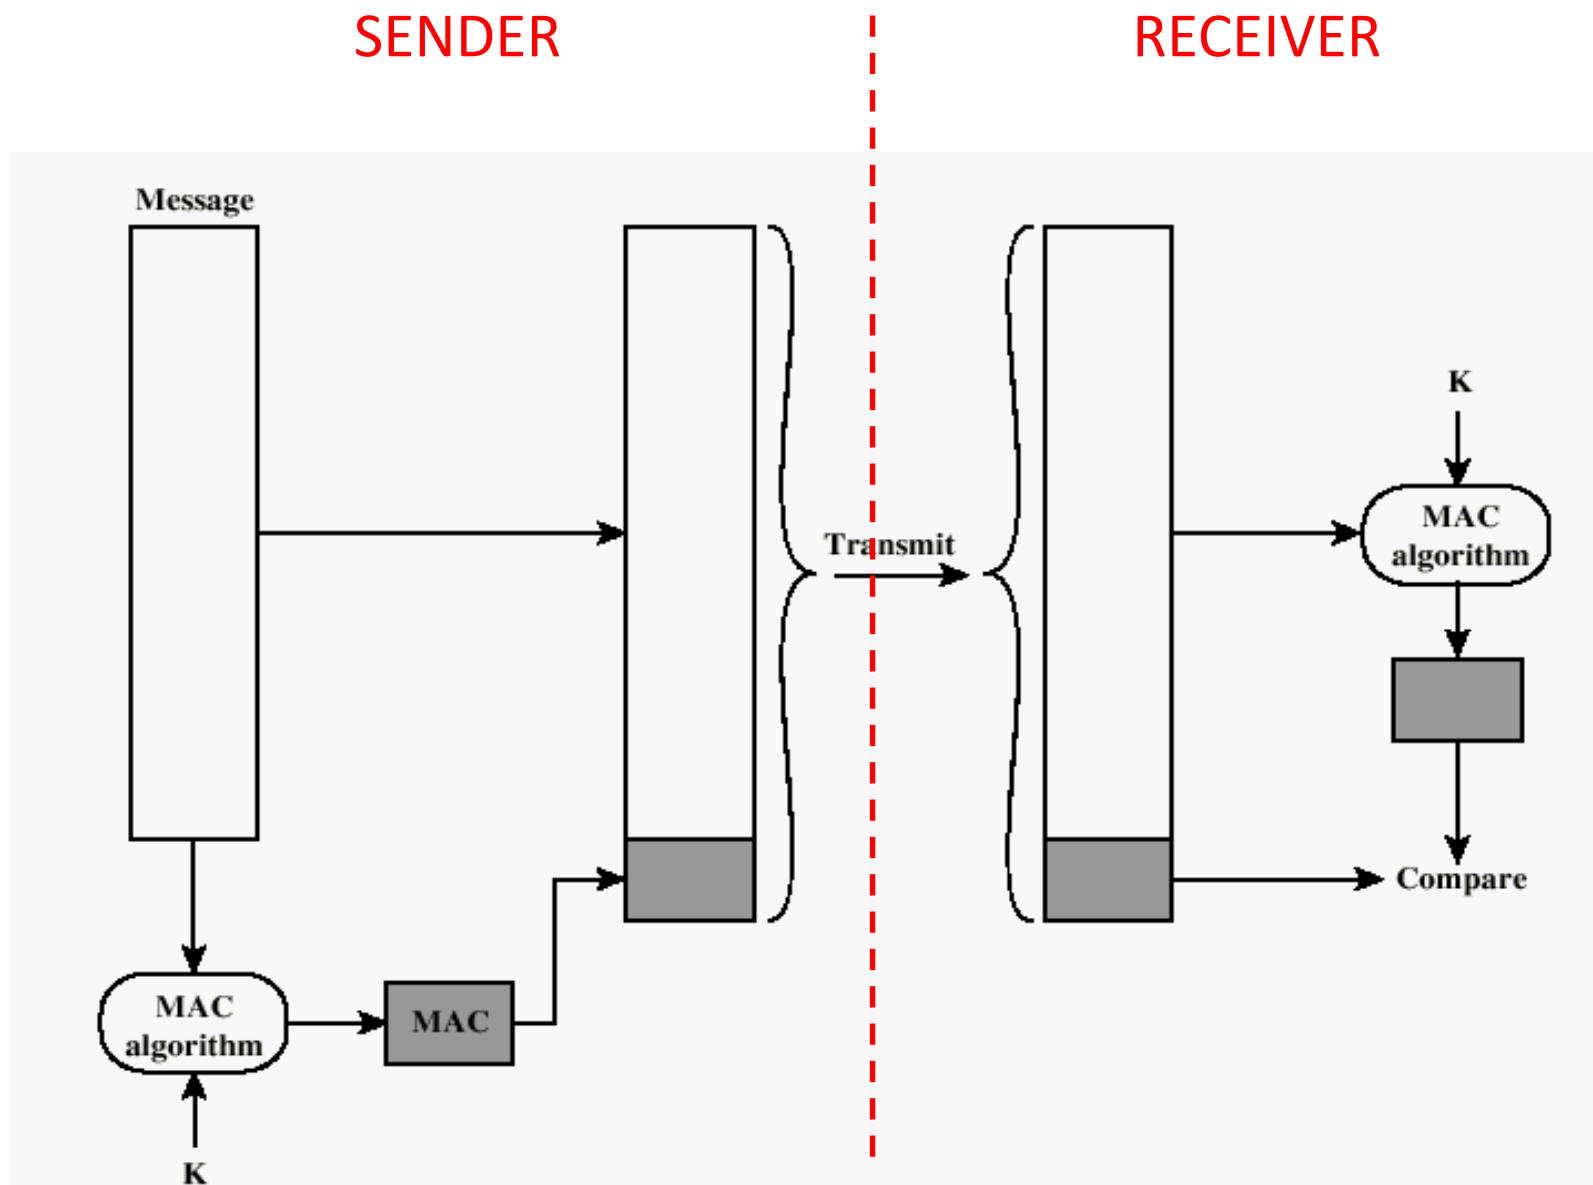 SENDER
RECEIVER
Message
K
MAC
algorithm
Transmit
Compare
MAC
algorithm
MAC
K